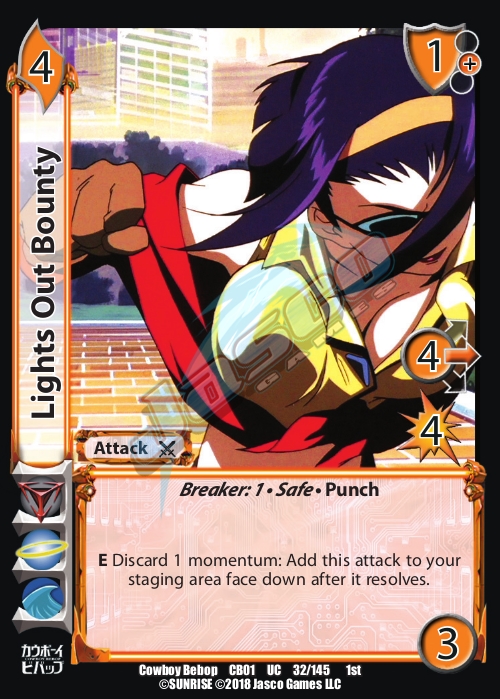 4
1
+
Lights Out Bounty
4
4
Attack
Breaker: 1 • Safe • Punch
E Discard 1 momentum: Add this attack to your
staging area face down after it resolves.
3
カウボーイ
ビバップ
Cowboy Bebop CB01 UC 32/145 1st
©SUNRISE ©2018 Jasco Games LLC
JASCO
GAMES